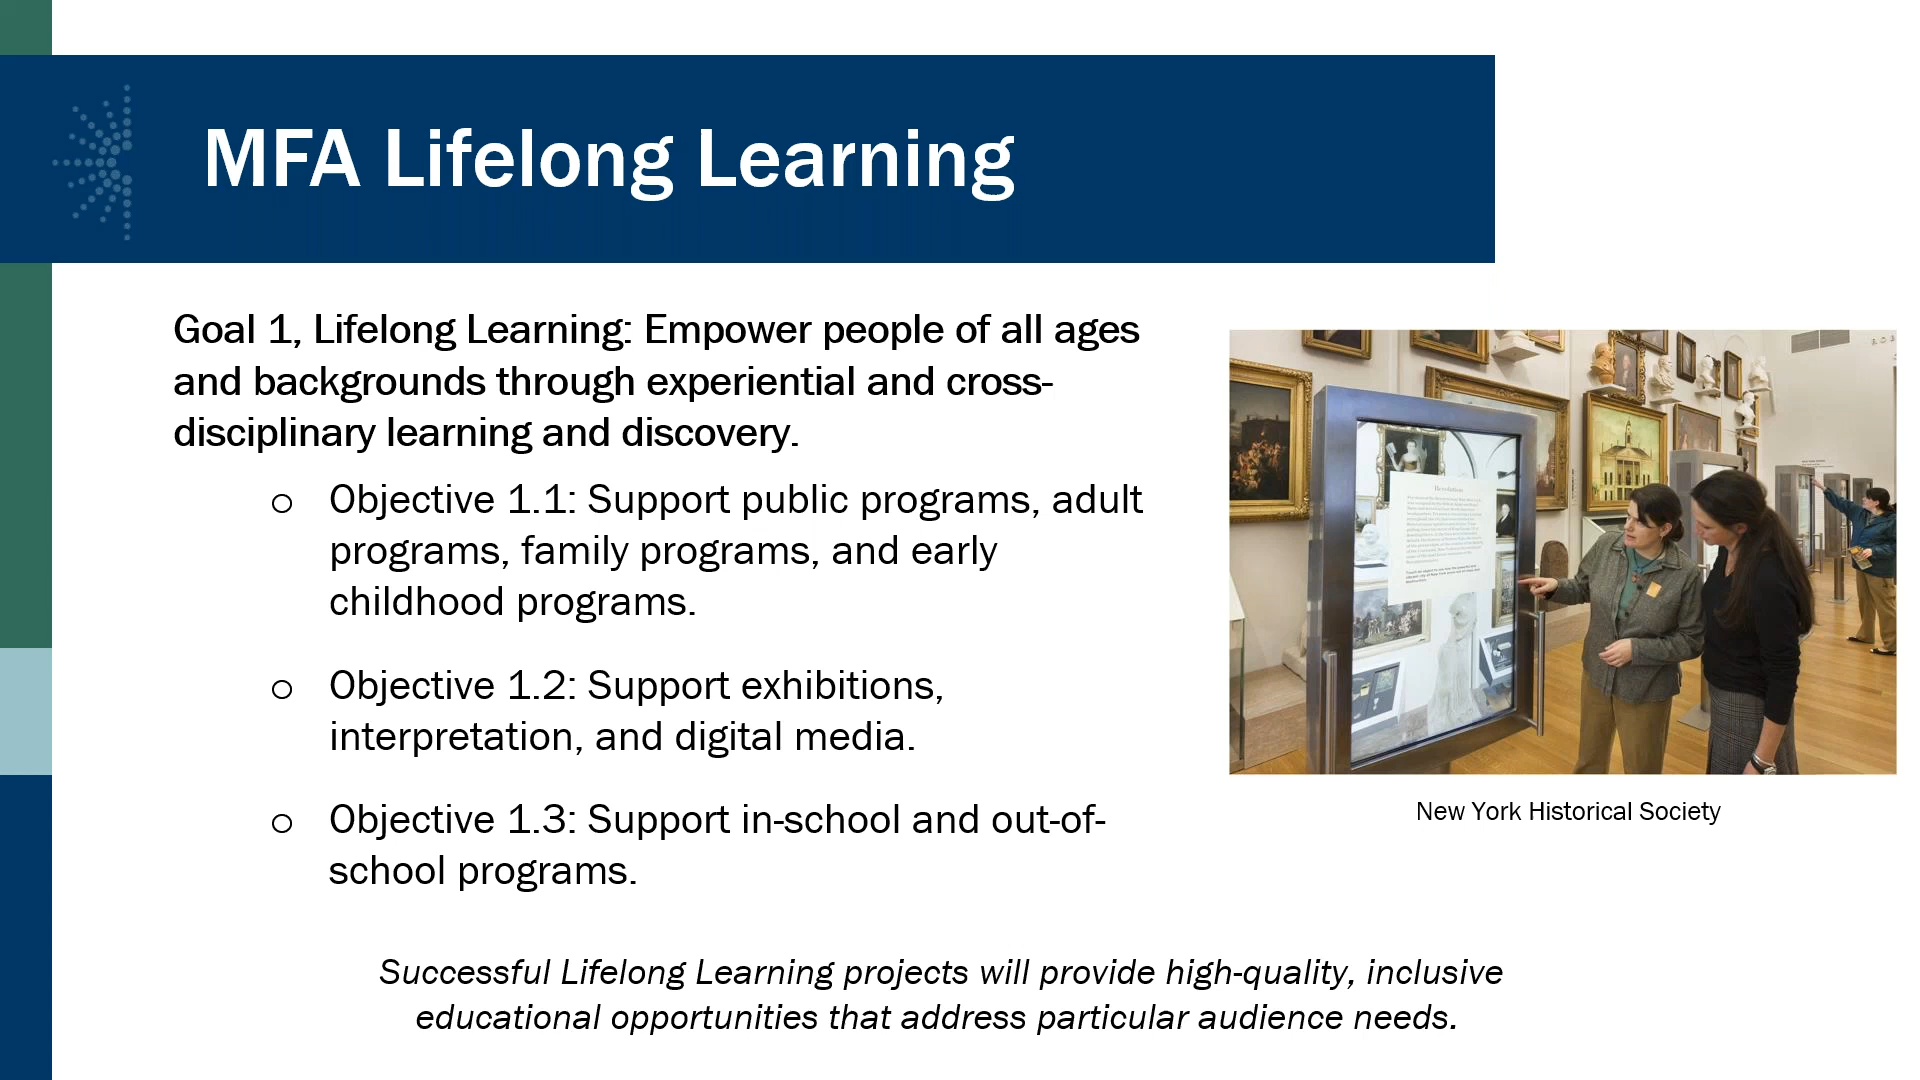 MFA Lifelong Learning
Goal 1, Lifelong Learning: Empower people of all ages
and backgrounds through experiential and cross-
disciplinary learning and discovery.
o Objective 1.1: Support public programs, adult
programs, family programs, and early
childhood programs.
o Objective 1.2: Support exhibitions,
interpretation, and digital media.
o Objective 1.3: Support in-school and out-of-
school programs.
Revolution
New York Historical Society
Successful Lifelong Learning projects will provide high-quality, inclusive
educational opportunities that address particular audience needs.